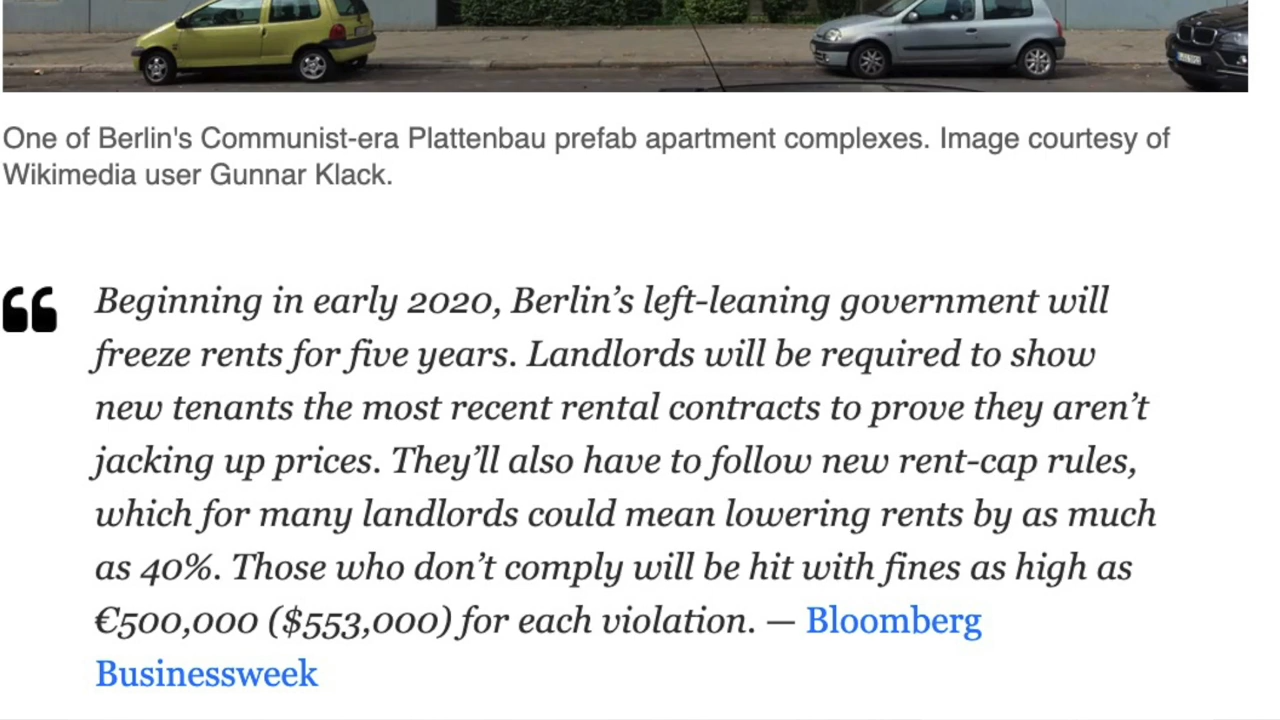 One of Berlin's Communist-era Plattenbau prefab apartment complexes. Image courtesy of
Wikimedia user Gunnar Klack.
“ Beginning in early 2020, Berlin’s left-leaning government will
freeze rents for five years. Landlords will be required to show
new tenants the most recent rental contracts to prove they aren’t
jacking up prices. They’ll also have to follow new rent-cap rules,
which for many landlords could mean lowering rents by as much
as 40%. Those who don’t comply will be hit with fines as high as
€500,000 ($553,000) for each violation. — Bloomberg
Businessweek